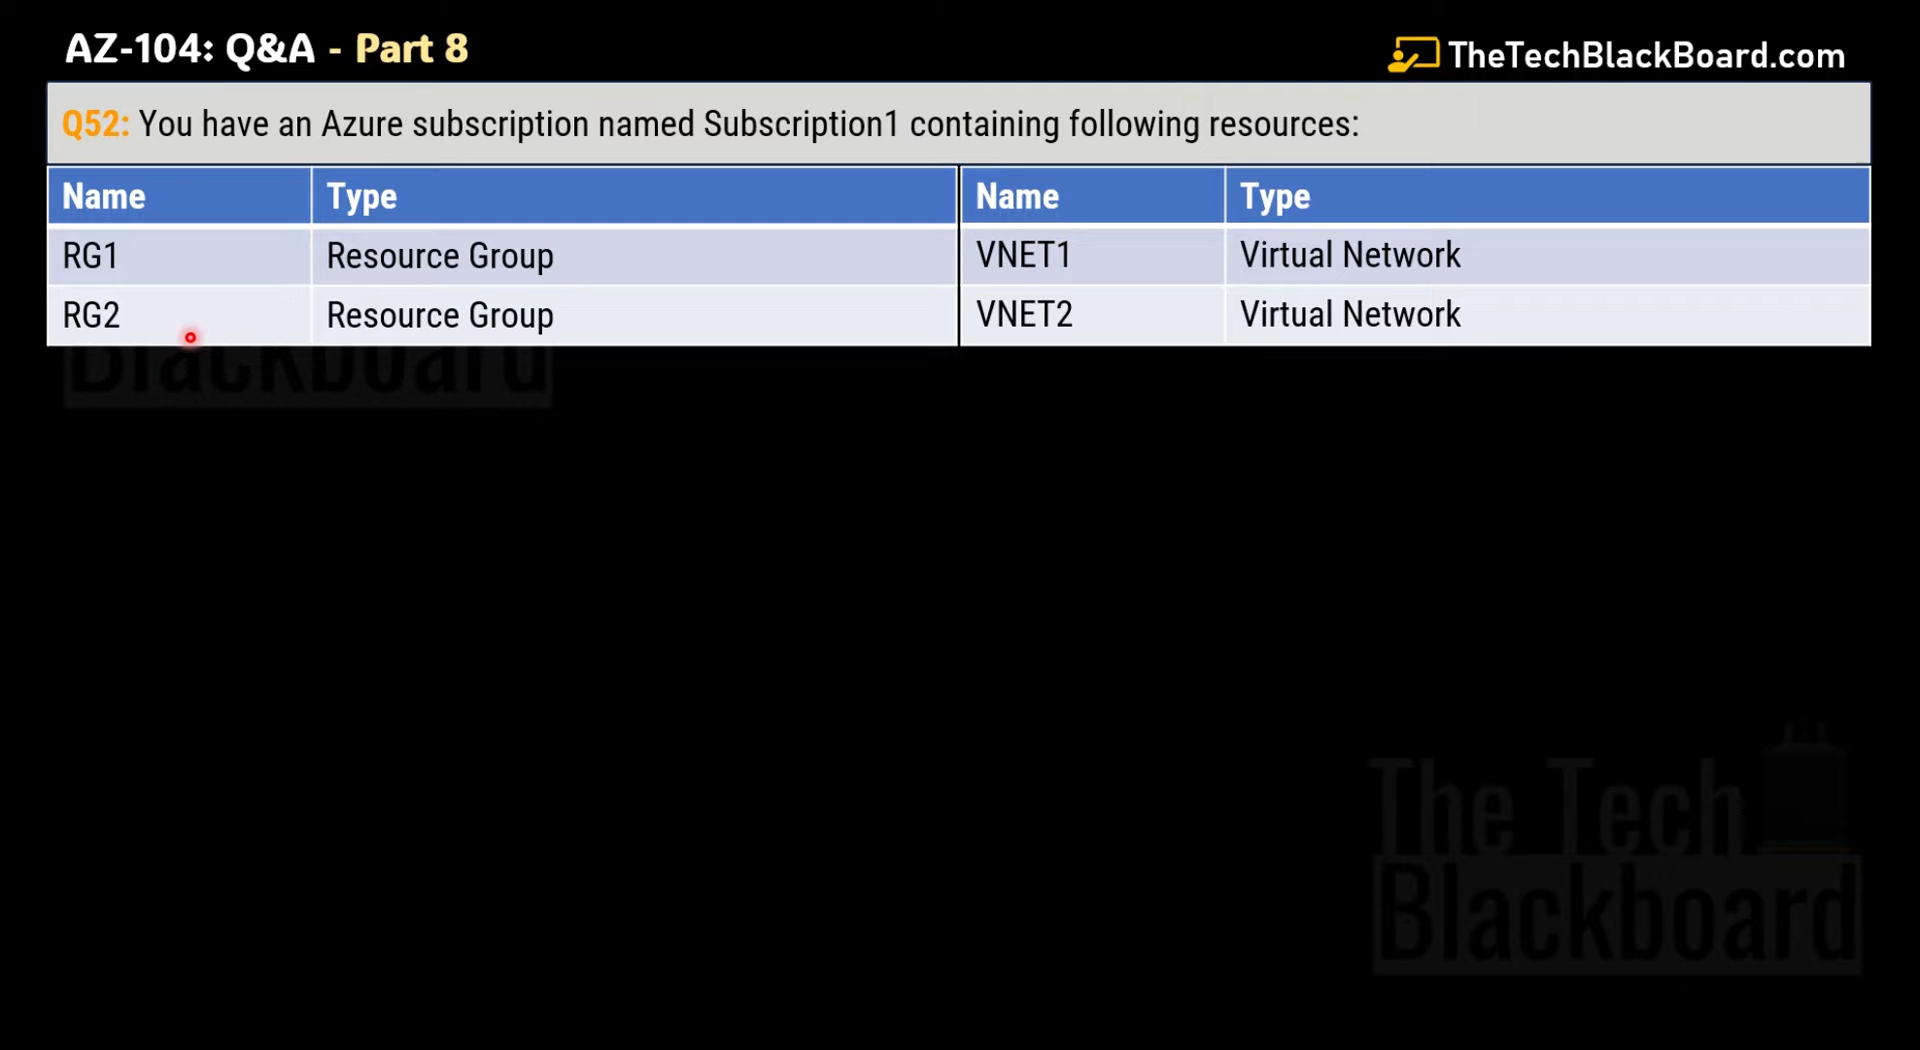 AZ-104: Q&A - Part 8
TheTechBlackBoard.com
Q52: You have an Azure subscription named Subscription1 containing following resources:
Name Type Name Type
RG1 Resource Group VNET1 Virtual Network
RG2 Resource Group VNET2 Virtual Network
Blackboard
The Tech
Blackboard